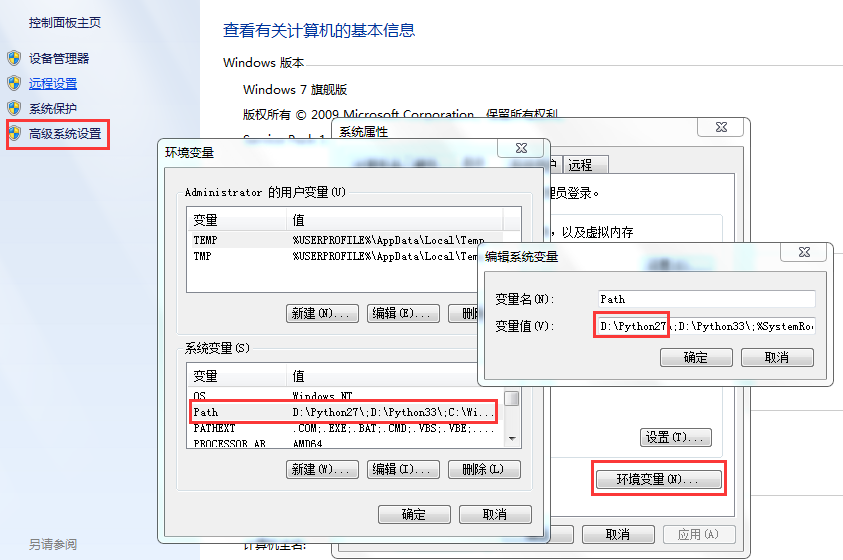 控制面板主页
设备管理器
远程设置
系统保护
高级系统设置
另请参阅
查看有关计算机的基本信息
Windows 版本
Windows 7 旗舰版
版权所有 © 2009 Microsoft Corporation。保留所有权利
Service Pack 1
系统属性
远程
理员登录。
，以及虚拟内存
设置(T)...
环境变量(N)...
取消
应用(A)
环境变量
Administrator 的用户变量(U)
变量 值
TEMP %USERPROFILE%\AppData\Local\Temp
TMP %USERPROFILE%\AppData\Local\Temp
新建(N)... 编辑(E)... 删除
系统变量(S)
变量 值
OS Windows_NT
Path D:\Python27\;D:\Python33\;C:\Wi...
PATHEXT .COM;.EXE;.BAT;.CMD;.VBS;.VBE;....
PROCESSOR_AR AMD64
新建(W)... 编辑(I)... 删除(L)
确定 取消
编辑系统变量
变量名(N): Path
变量值(V): D:\Python27\;D:\Python33\;%SystemRoo
确定 取消
计算机全名: